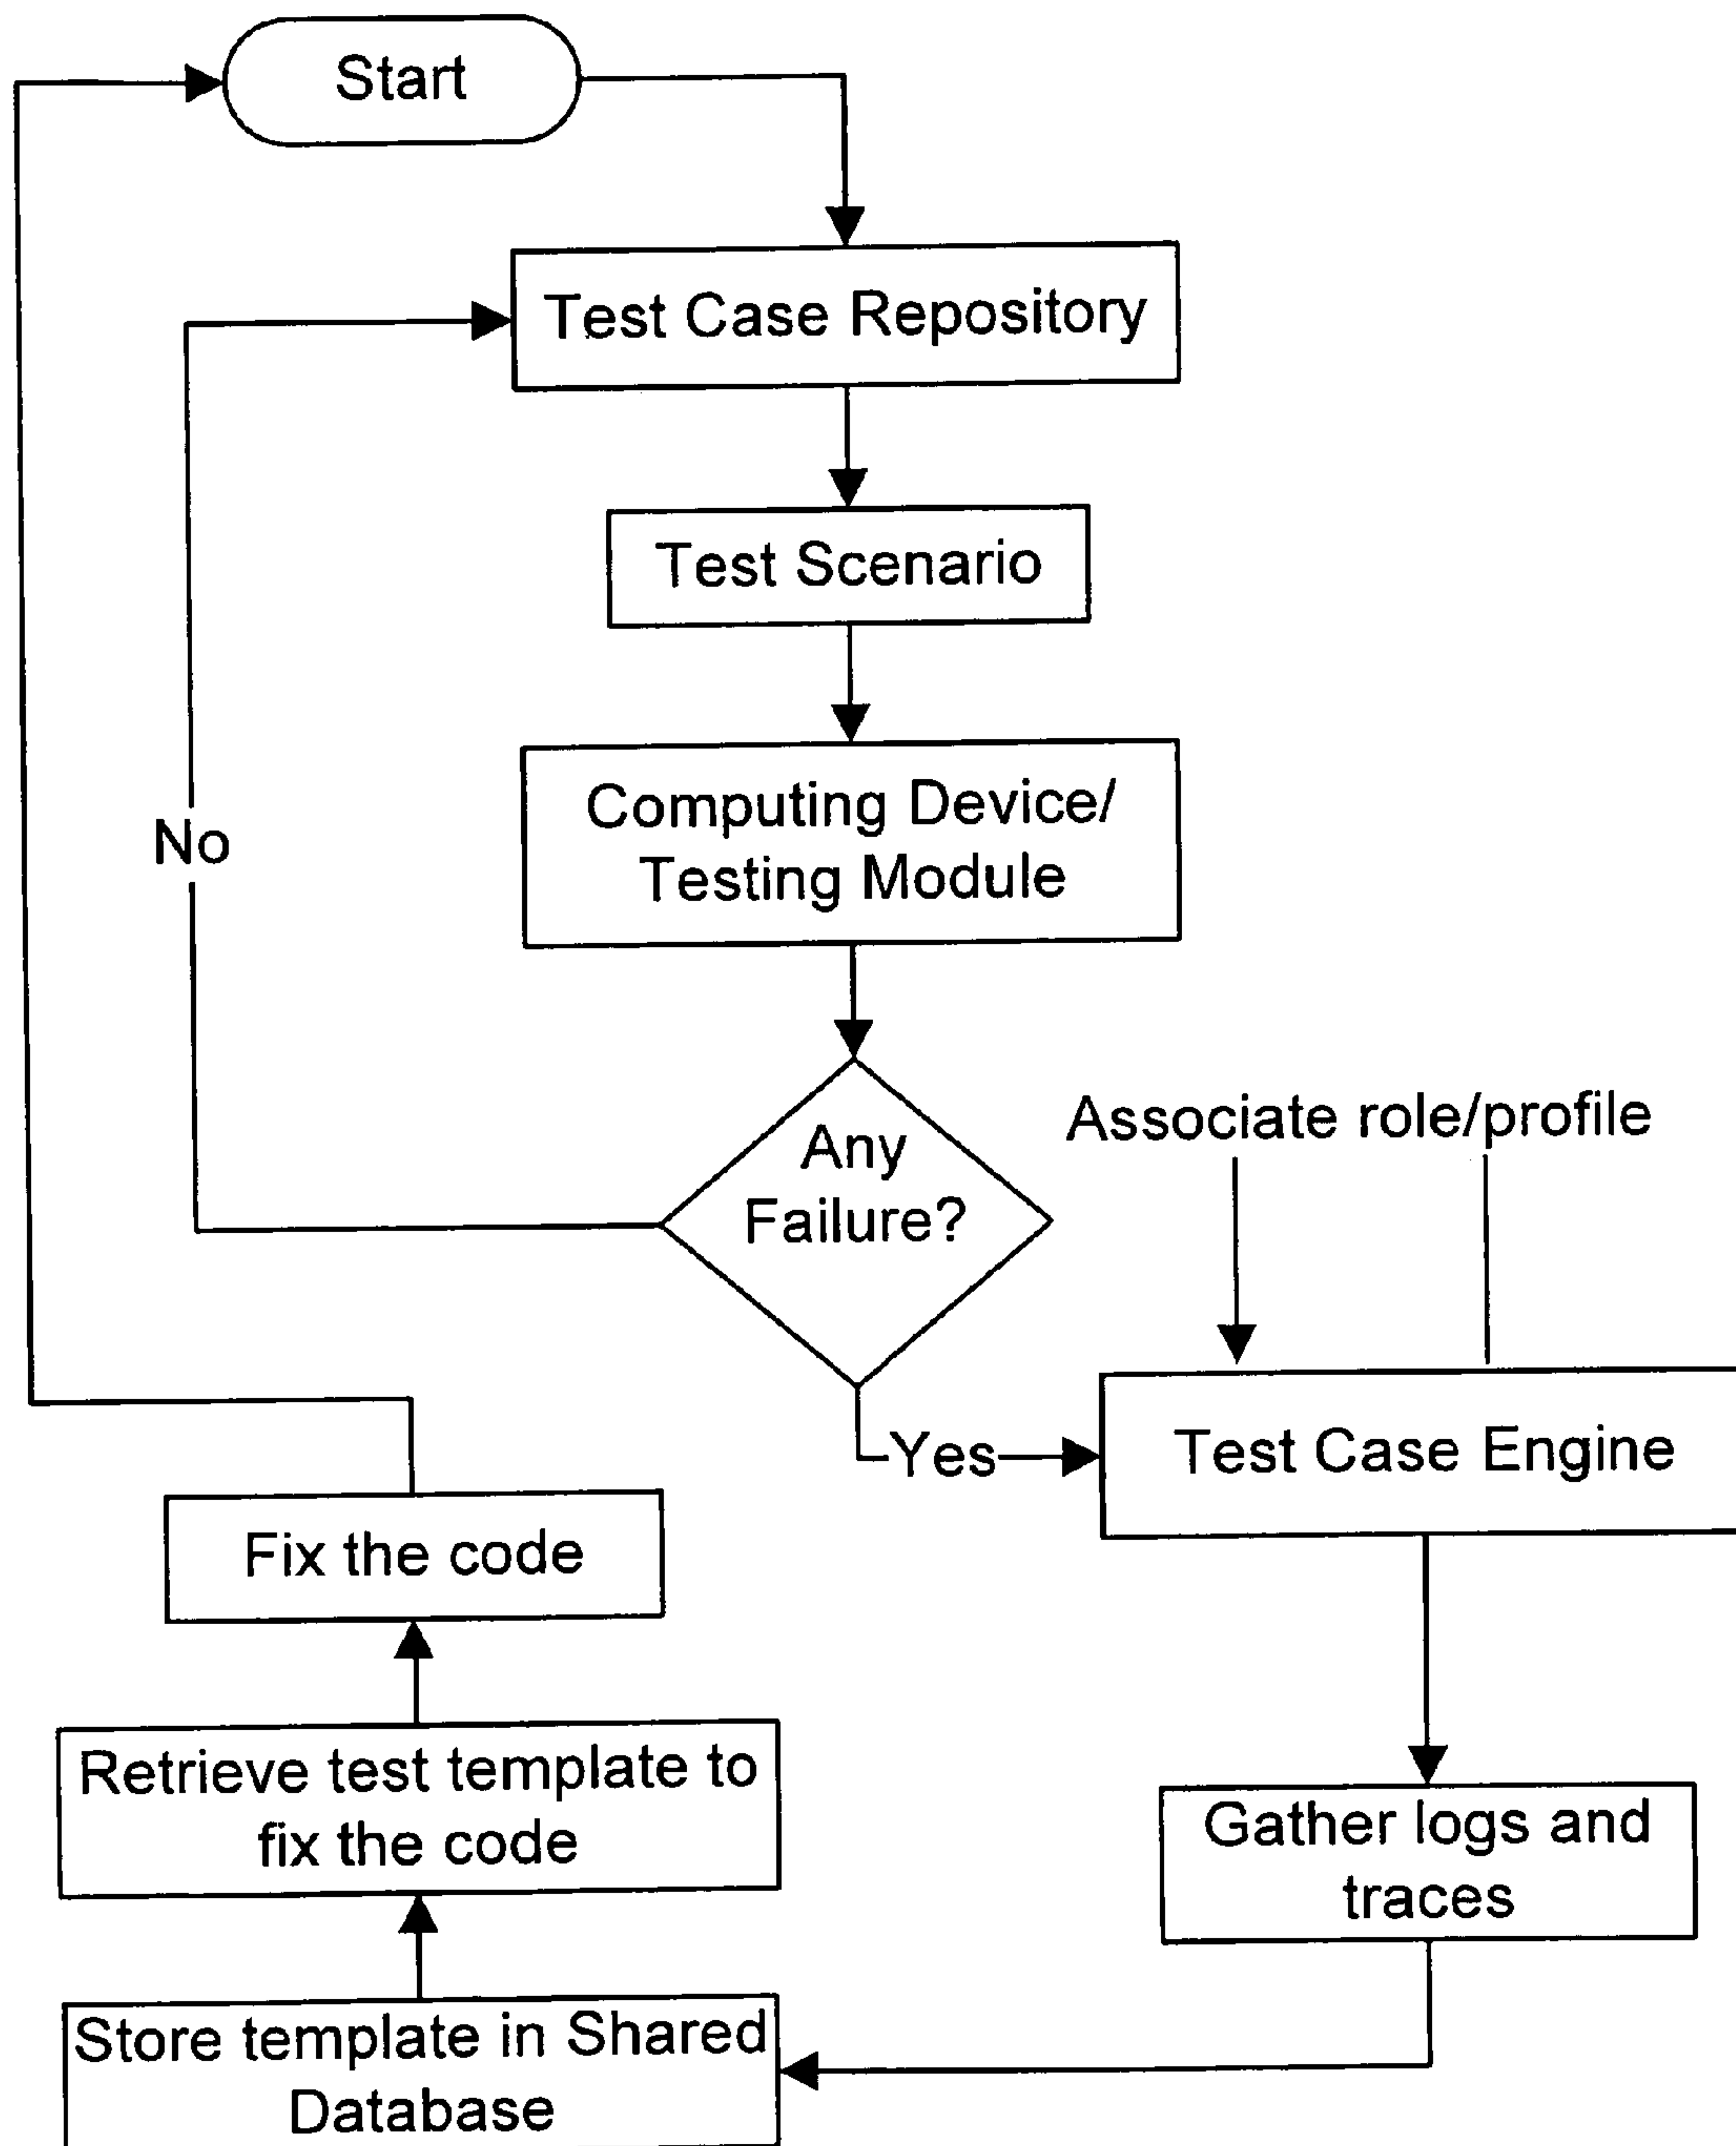 Start
Test Case Repository
Test Scenario
Computing Device/
Testing Module
No
Any
Failure?
Associate role/profile
Yes
Test Case Engine
Fix the code
Retrieve test template to
fix the code
Gather logs and
traces
Store template in Shared
Database